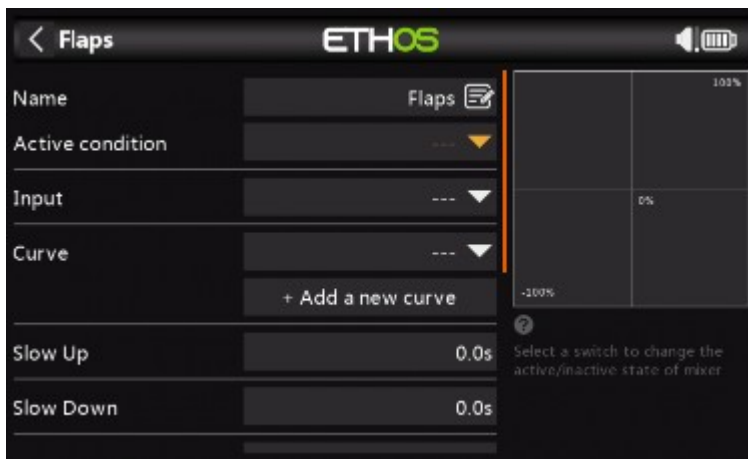 Flaps
ETHOS
Name
Flaps
Active condition
---
Input
---
Curve
---
+ Add a new curve
Slow Up
0.0s
Slow Down
0.0s
100%
0%
-100%
?
Select a switch to change the
active/inactive state of mixer